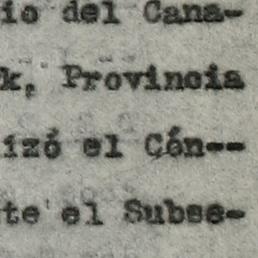 io del Cana-
k, Provincia
izó el Cón--
te el Subse-